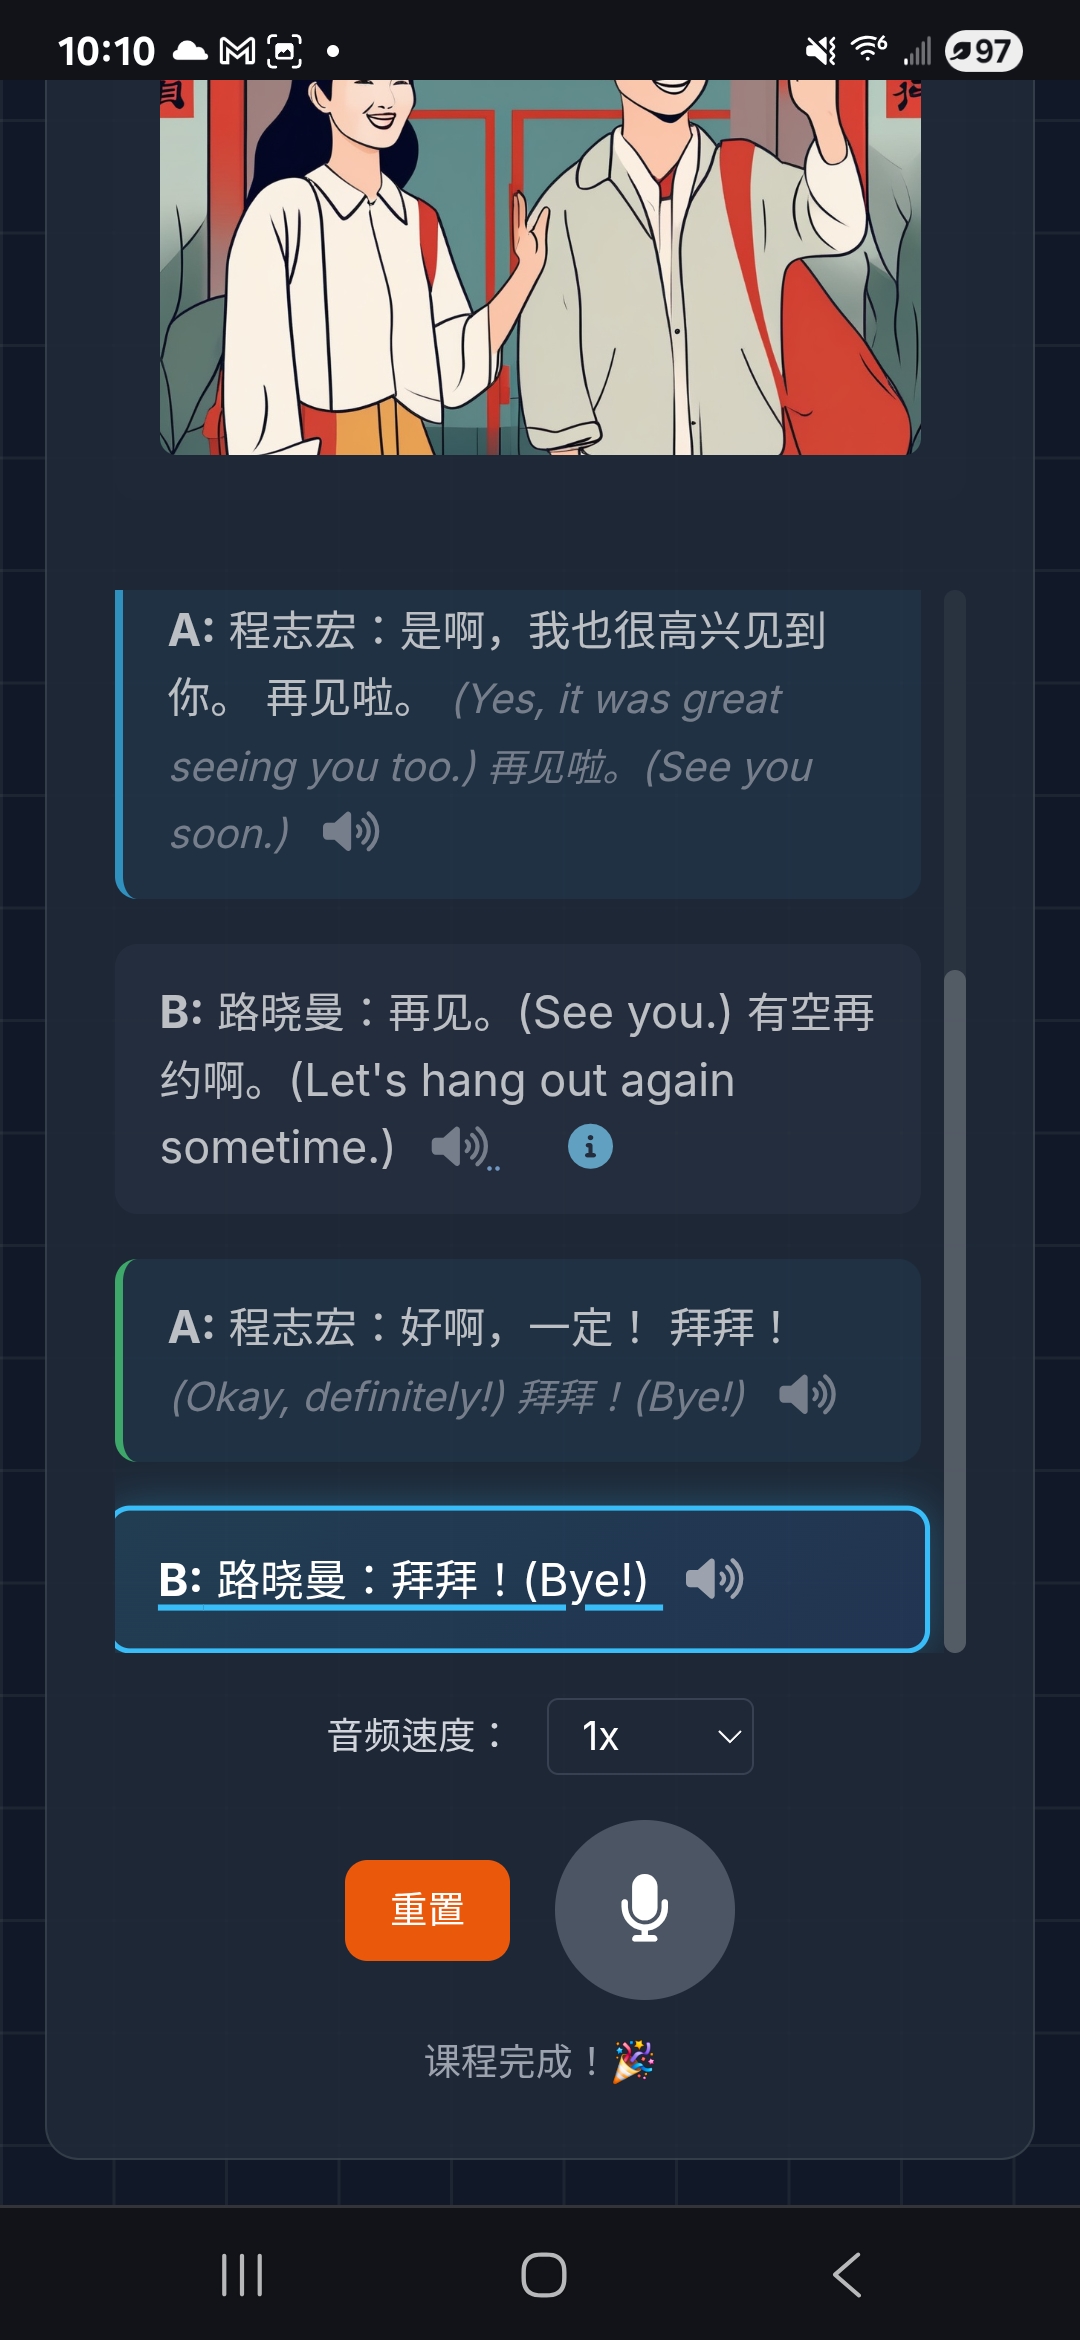 10:10
6
97
A: 程志宏：是啊，我也很高兴见到
你。 再见啦。 (Yes, it was great
seeing you too.) 再见啦。(See you
soon.)
B: 路晓曼：再见。(See you.) 有空再
约啊。(Let's hang out again
sometime.)
A: 程志宏：好啊，一定！ 拜拜！
(Okay, definitely!) 拜拜！(Bye!)
B: 路晓曼：拜拜！(Bye!)
音频速度：
1x
重置
课程完成！🎉